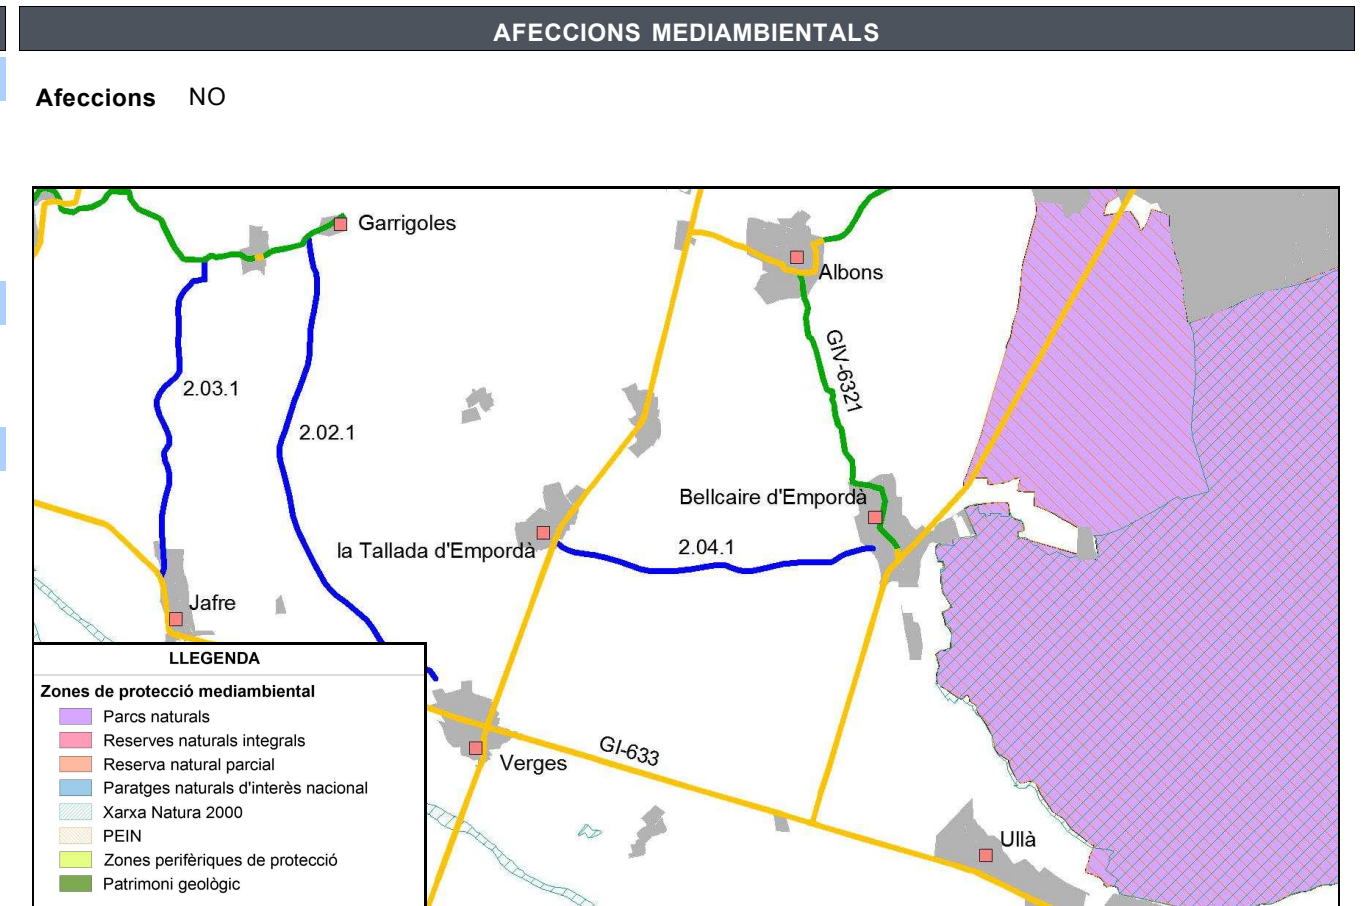 AFECCIONS MEDIAMBIENTALS
Afeccions NO
Garrigoles
Albons
GIV-6321
2.03.1
2.02.1
Bellcaire d'Empordà
la Tallada d'Empordà
2.04.1
Jafre
LLEGENDA
Zones de protecció mediambiental
Parcs naturals
Reserves naturals integrals
Reserva natural parcial
Paratges naturals d'interès nacional
Xarxa Natura 2000
PEIN
Zones perifèriques de protecció
Patrimoni geològic
GI-633
Verges
Ullà